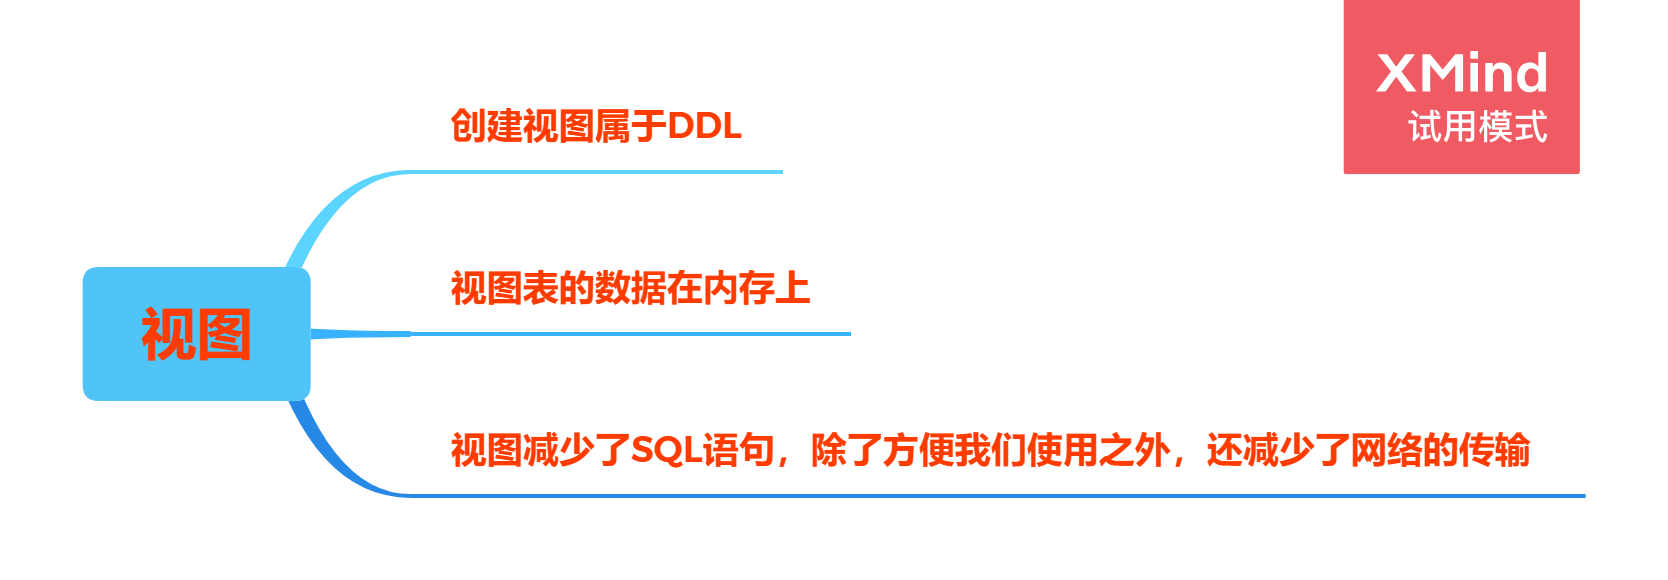 XMind
试用模式
创建视图属于DDL
视图表的数据在内存上
视图
视图减少了SQL语句，除了方便我们使用之外，还减少了网络的传输